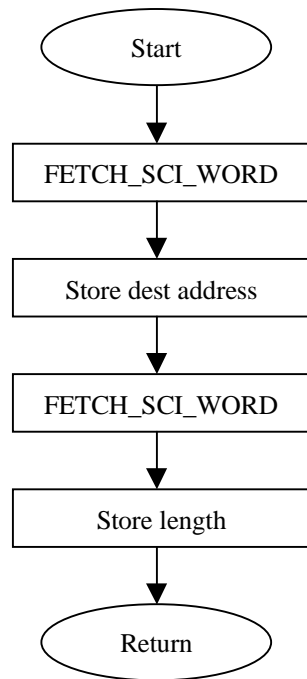 Start
FETCH_SCI_WORD
Store dest address
FETCH_SCI_WORD
Store length
Return